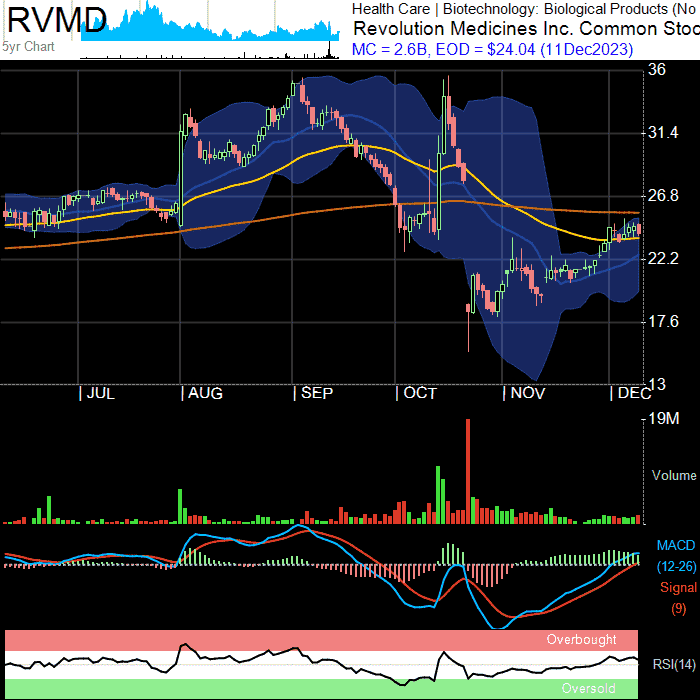 RVMD
5yr Chart
Health Care | Biotechnology: Biological Products (No
Revolution Medicines Inc. Common Stoc
MC = 2.6B, EOD = $24.04 (11Dec2023)
36
31.4
26.8
22.2
17.6
13
| JUL | AUG | SEP | OCT | NOV | DEC
19M
Volume
MACD
(12-26)
Signal
(9)
Overbought
RSI(14)
Oversold